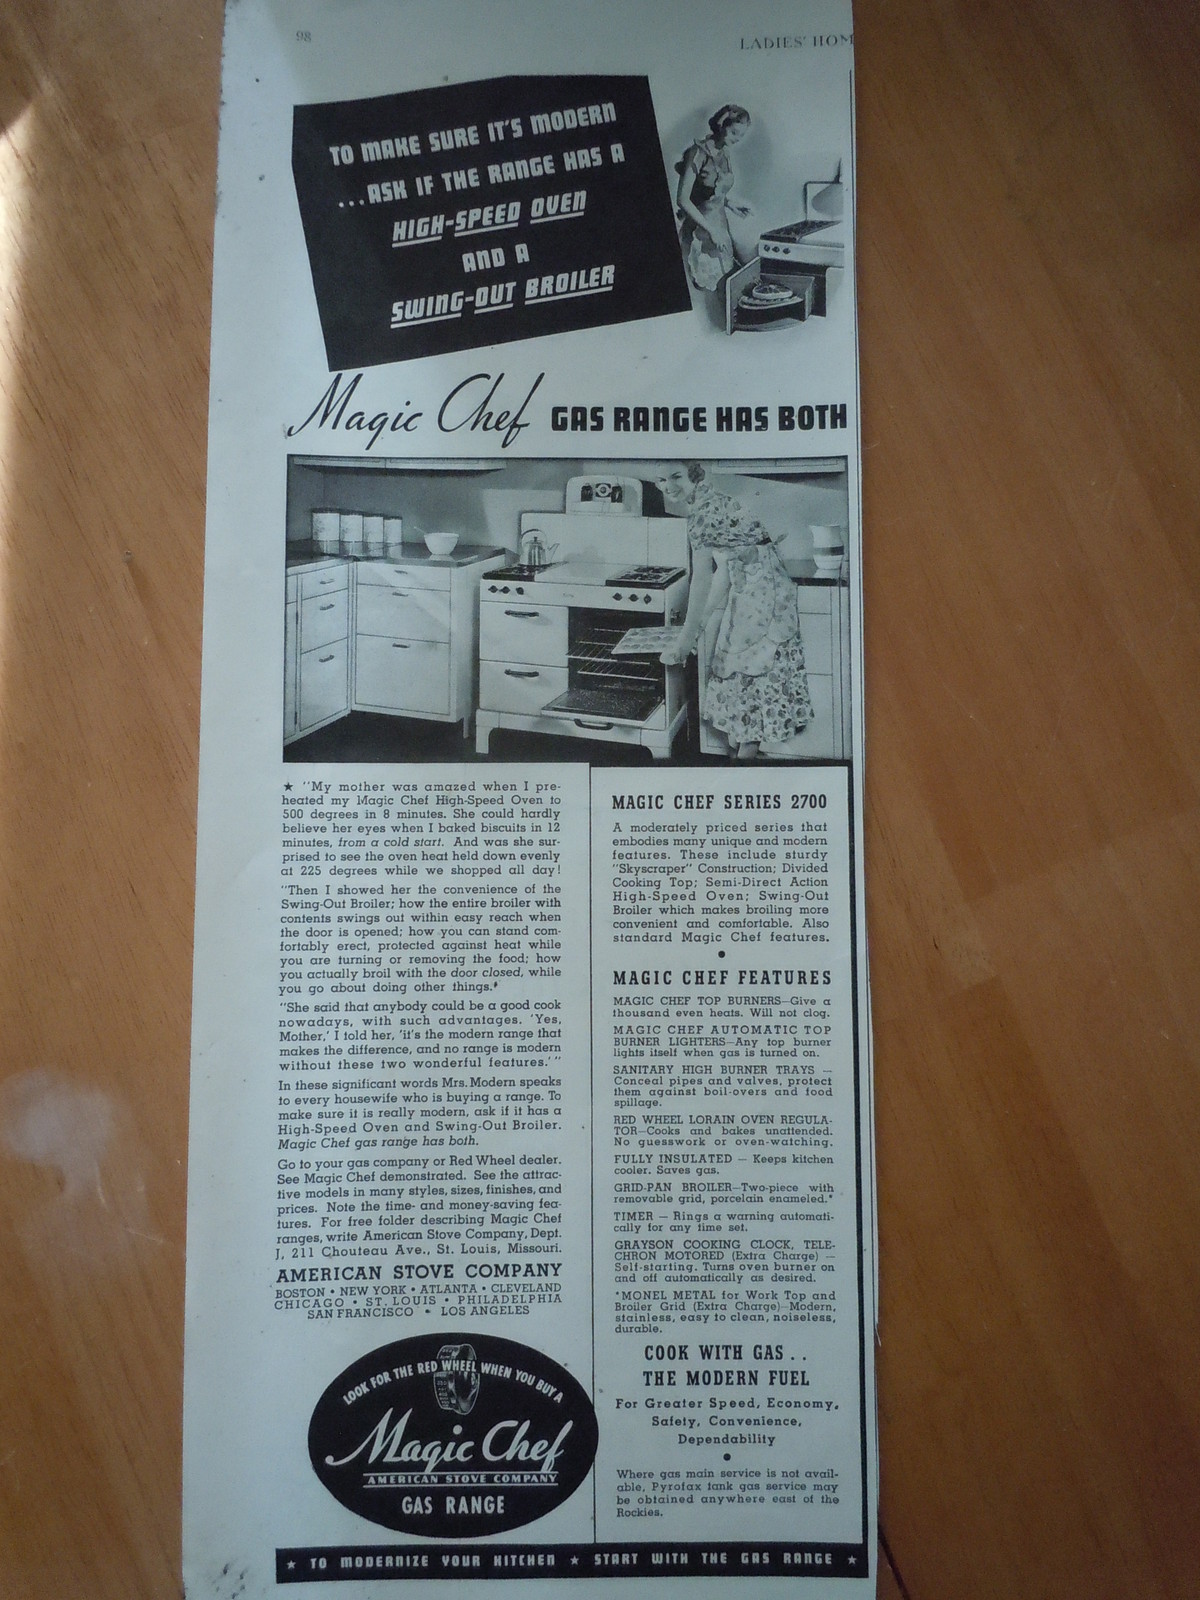 98
LADIES' HOM
TO MAKE SURE IT'S MODERN
...ASK IF THE RANGE HAS A
HIGH-SPEED OVEN
AND A
SWING-OUT BROILER
Magic Chef GAS RANGE HAS BOTH
★ "My mother was amazed when I pre-
heated my Magic Chef High-Speed Oven to
500 degrees in 8 minutes. She could hardly
believe her eyes when I baked biscuits in 12
minutes, from a cold start. And was she sur-
prised to see the oven heat held down evenly
at 225 degrees while we shopped all day!
"Then I showed her the convenience of the
Swing-Out Broiler; how the entire broiler with
contents swings out within easy reach when
the door is opened; how you can stand com-
fortably erect, protected against heat while
you are turning or removing the food; how
you actually broil with the door closed, while
you go about doing other things."
"She said that anybody could be a good cook
nowadays, with such advantages. 'Yes,
Mother,' I told her, 'it's the modern range that
makes the difference, and no range is modern
without these two wonderful features.'"
In these significant words Mrs. Modern speaks
to every housewife who is buying a range. To
make sure it is really modern, ask if it has a
High-Speed Oven and Swing-Out Broiler.
Magic Chef gas range has both.
Go to your gas company or Red Wheel dealer.
See Magic Chef demonstrated. See the attrac-
tive models in many styles, sizes, finishes, and
prices. Note the time- and money-saving fea-
tures. For free folder describing Magic Chef
ranges, write American Stove Company, Dept.
J, 211 Chouteau Ave., St. Louis, Missouri.
AMERICAN STOVE COMPANY
BOSTON • NEW YORK • ATLANTA • CLEVELAND
CHICAGO • ST. LOUIS • PHILADELPHIA
SAN FRANCISCO • LOS ANGELES
LOOK FOR THE RED WHEEL WHEN YOU BUY A
Magic Chef
AMERICAN STOVE COMPANY
GAS RANGE
MAGIC CHEF SERIES 2700
A moderately priced series that
embodies many unique and modern
features. These include sturdy
"Skyscraper" Construction; Divided
Cooking Top; Semi-Direct Action
High-Speed Oven; Swing-Out
Broiler which makes broiling more
convenient and comfortable. Also
standard Magic Chef features.
•
MAGIC CHEF FEATURES
MAGIC CHEF TOP BURNERS—Give a
thousand even heats. Will not clog.
MAGIC CHEF AUTOMATIC TOP
BURNER LIGHTERS—Any top burner
lights itself when gas is turned on.
SANITARY HIGH BURNER TRAYS —
Conceal pipes and valves, protect
them against boil-overs and food
spillage.
RED WHEEL LORAIN OVEN REGULA-
TOR—Cooks and bakes unattended.
No guesswork or oven-watching.
FULLY INSULATED — Keeps kitchen
cooler. Saves gas.
GRID-PAN BROILER—Two-piece with
removable grid, porcelain enameled.*
TIMER — Rings a warning automati-
cally for any time set.
GRAYSON COOKING CLOCK, TELE-
CHRON MOTORED (Extra Charge) —
Self-starting. Turns oven burner on
and off automatically as desired.
*MONEL METAL for Work Top and
Broiler Grid (Extra Charge)—Modern,
stainless, easy to clean, noiseless,
durable.
COOK WITH GAS . .
THE MODERN FUEL
For Greater Speed, Economy,
Safety, Convenience,
Dependability
•
Where gas main service is not avail-
able, Pyrofax tank gas service may
be obtained anywhere east of the
Rockies.
★ TO MODERNIZE YOUR KITCHEN ★ START WITH THE GAS RANGE ★